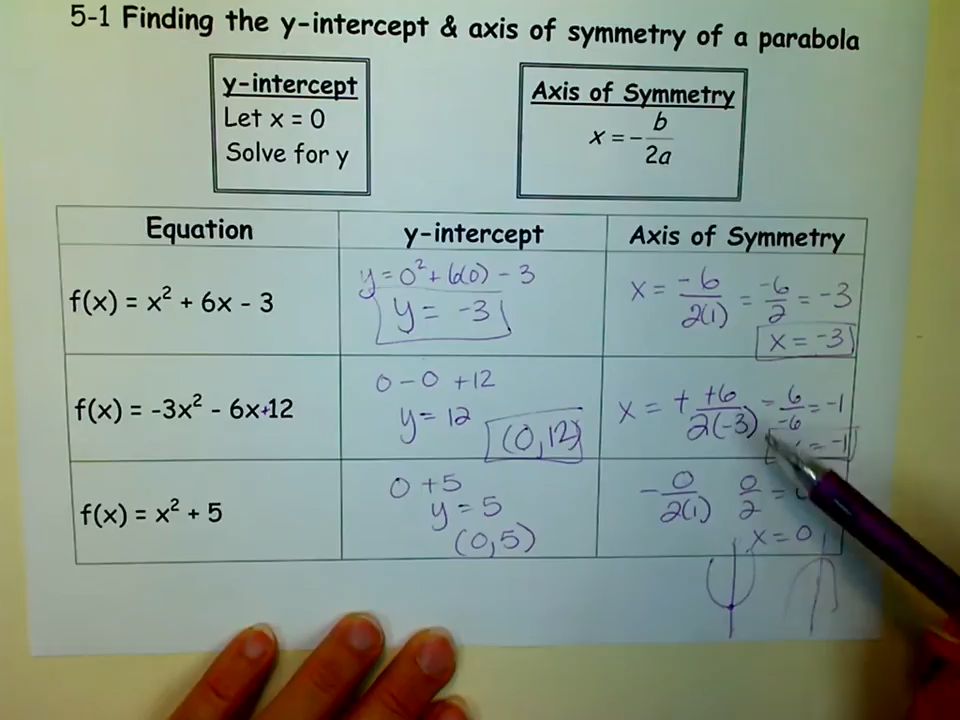 5-1 Finding the y-intercept & axis of symmetry of a parabola
y-intercept
Let x = 0
Solve for y
Axis of Symmetry
x = - b/2a
Equation
y-intercept
Axis of Symmetry
f(x) = x² + 6x - 3
y = 0² + 6(0) - 3
y = -3
x = -6/2(1) = -6/2 = -3
x = -3
f(x) = -3x² - 6x+12
0 - 0 + 12
y = 12
(0,12)
x = + +6/2(-3) = 6/-6 = -1
= -1
f(x) = x² + 5
0 + 5
y = 5
(0,5)
- 0/2(1) 0/2 =
x = 0